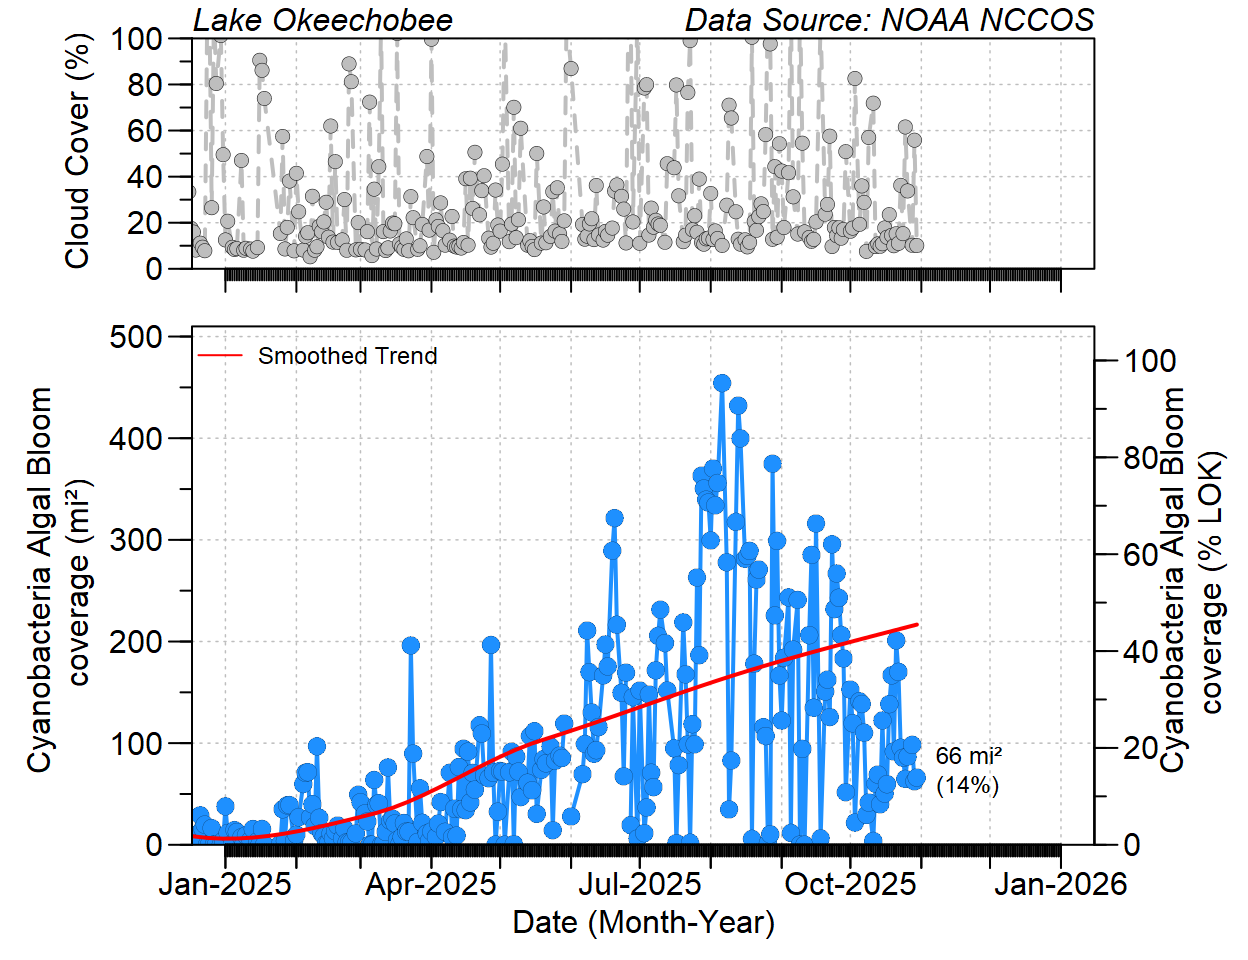 Lake Okeechobee Data Source: NOAA NCCOS
Cloud Cover (%)
100
80
60
40
20
0
Cyanobacteria Algal Bloom
coverage (mi²)
500
400
300
200
100
0
Smoothed Trend
66 mi²
(14%)
100
80
60
40
20
0
Cyanobacteria Algal Bloom
coverage (% LOK)
Jan-2025 Apr-2025 Jul-2025 Oct-2025 Jan-2026
Date (Month-Year)